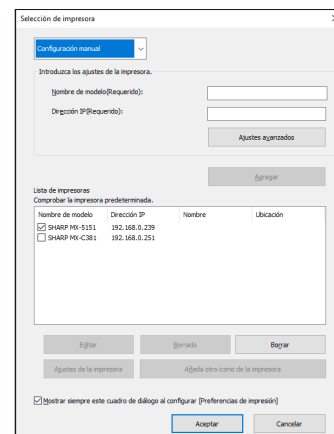 Selección de impresora
Configuración manual
Introduzca los ajustes de la impresora.
Nombre de modelo(Requerido):
Dirección IP(Requerido):
Ajustes avanzados
Agregar
Lista de impresoras
Comprobar la impresora predeterminada.
Nombre de modelo Dirección IP Nombre Ubicación
SHARP MX-5151 192.168.0.239
SHARP MX-C381 192.168.0.251
Editar Borrado Borrar
Ajustes de la impresora Añada otro icono de la impresora
Mostrar siempre este cuadro de diálogo al configurar [Preferencias de impresión]
Aceptar Cancelar